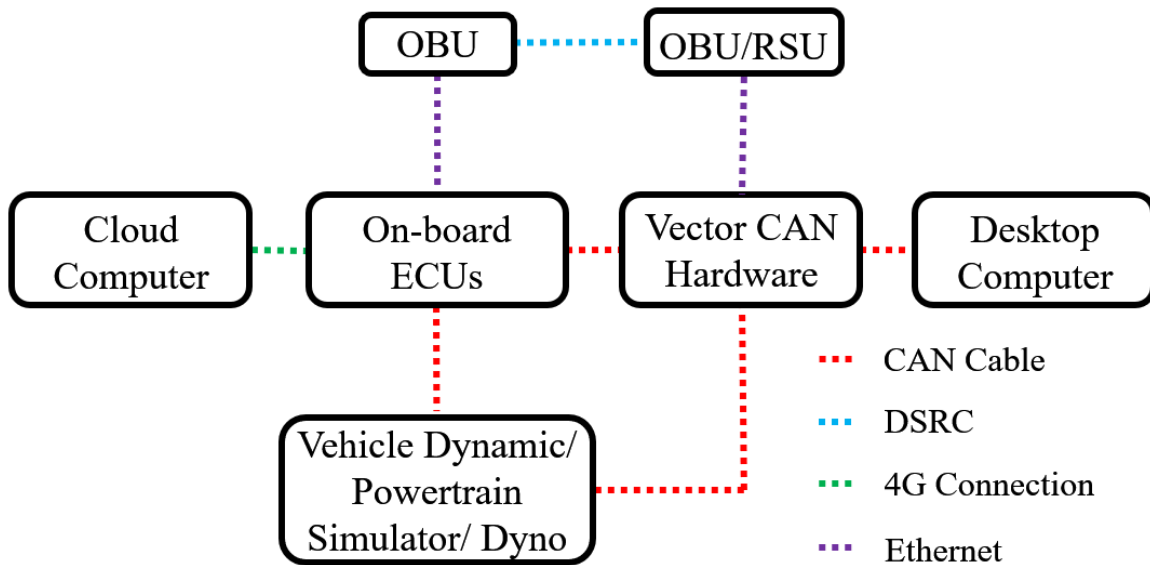 OBU
OBU/RSU
Cloud
Computer
On-board
ECUs
Vector CAN
Hardware
Desktop
Computer
Vehicle Dynamic/
Powertrain
Simulator/ Dyno
CAN Cable
DSRC
4G Connection
Ethernet